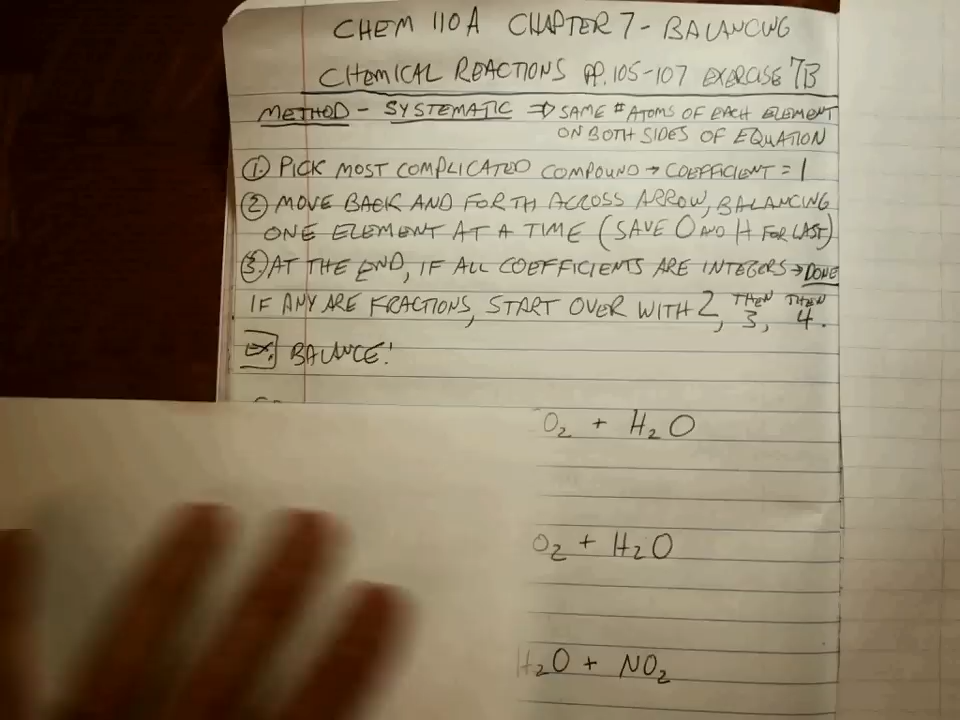 CHEM 110A CHAPTER 7 - BALANCING
CHEMICAL REACTIONS PP. 105-107 EXERCISE 7B
METHOD - SYSTEMATIC ⇒ SAME # ATOMS OF EACH ELEMENT
ON BOTH SIDES OF EQUATION
① PICK MOST COMPLICATED COMPOUND → COEFFICIENT = 1
② MOVE BACK AND FORTH ACROSS ARROW, BALANCING
ONE ELEMENT AT A TIME (SAVE O AND H FOR LAST)
③ AT THE END, IF ALL COEFFICIENTS ARE INTEGERS → DONE
IF ANY ARE FRACTIONS, START OVER WITH 2, THEN 3, THEN 4.
EX. BALANCE!
O₂ + H₂O
O₂ + H₂O
H₂O + NO₂